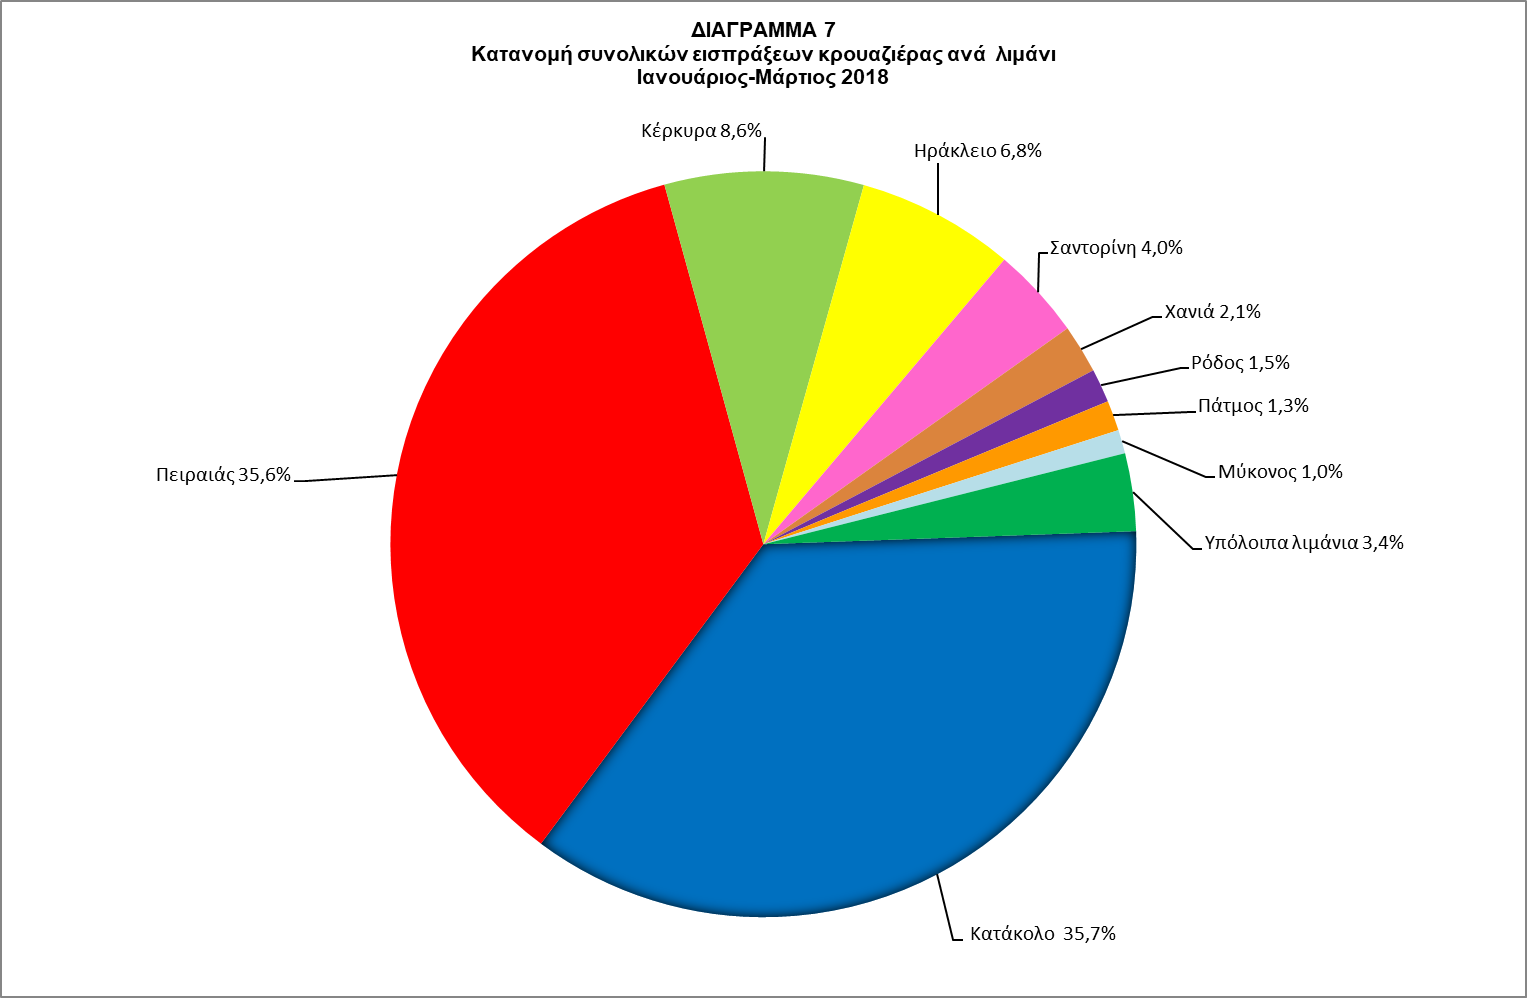 ΔΙΑΓΡΑΜΜΑ 7
Κατανομή συνολικών εισπράξεων κρουαζιέρας ανά λιμάνι
Ιανουάριος-Μάρτιος 2018
Κέρκυρα 8,6%
Ηράκλειο 6,8%
Σαντορίνη 4,0%
Χανιά 2,1%
Ρόδος 1,5%
Πάτμος 1,3%
Μύκονος 1,0%
Πειραιάς 35,6%
Υπόλοιπα λιμάνια 3,4%
Κατάκολο 35,7%